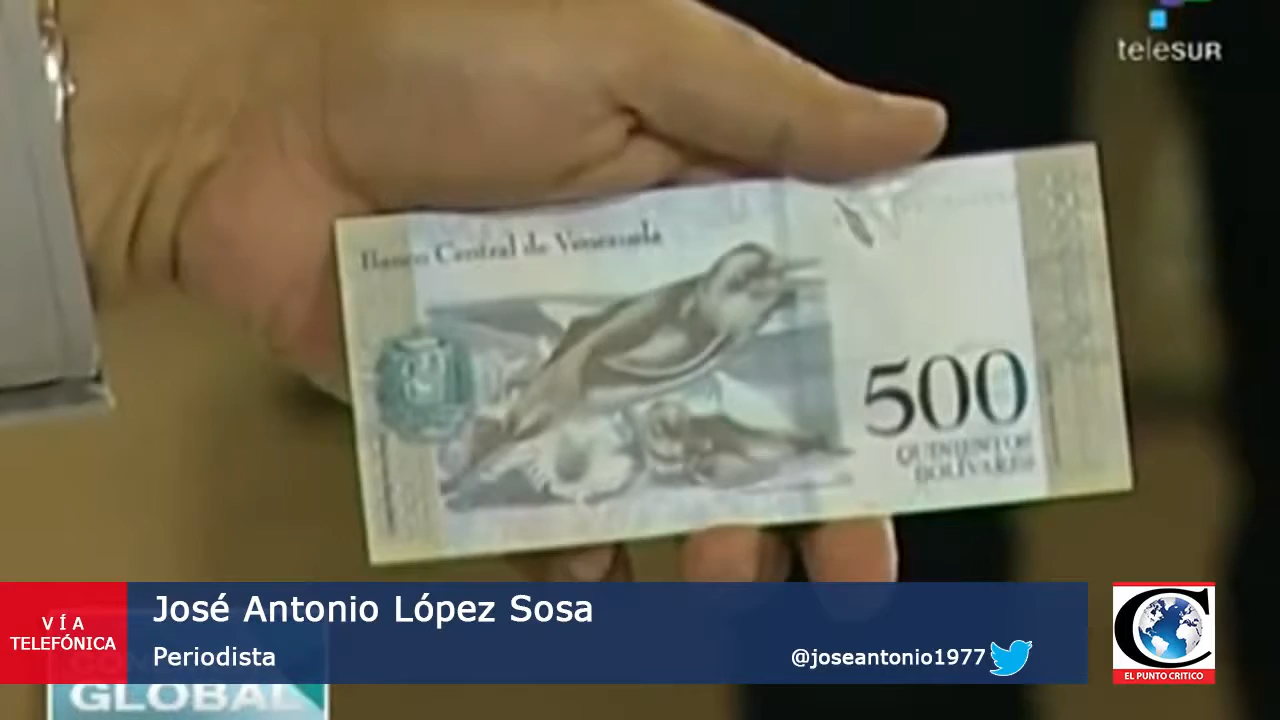 teleSUR
Banco Central de Venezuela
500
QUINIENTOS
BOLÍVARES
VÍA
TELEFÓNICA
José Antonio López Sosa
Periodista
@joseantonio1977
C
EL PUNTO CRITICO
GLOBAL